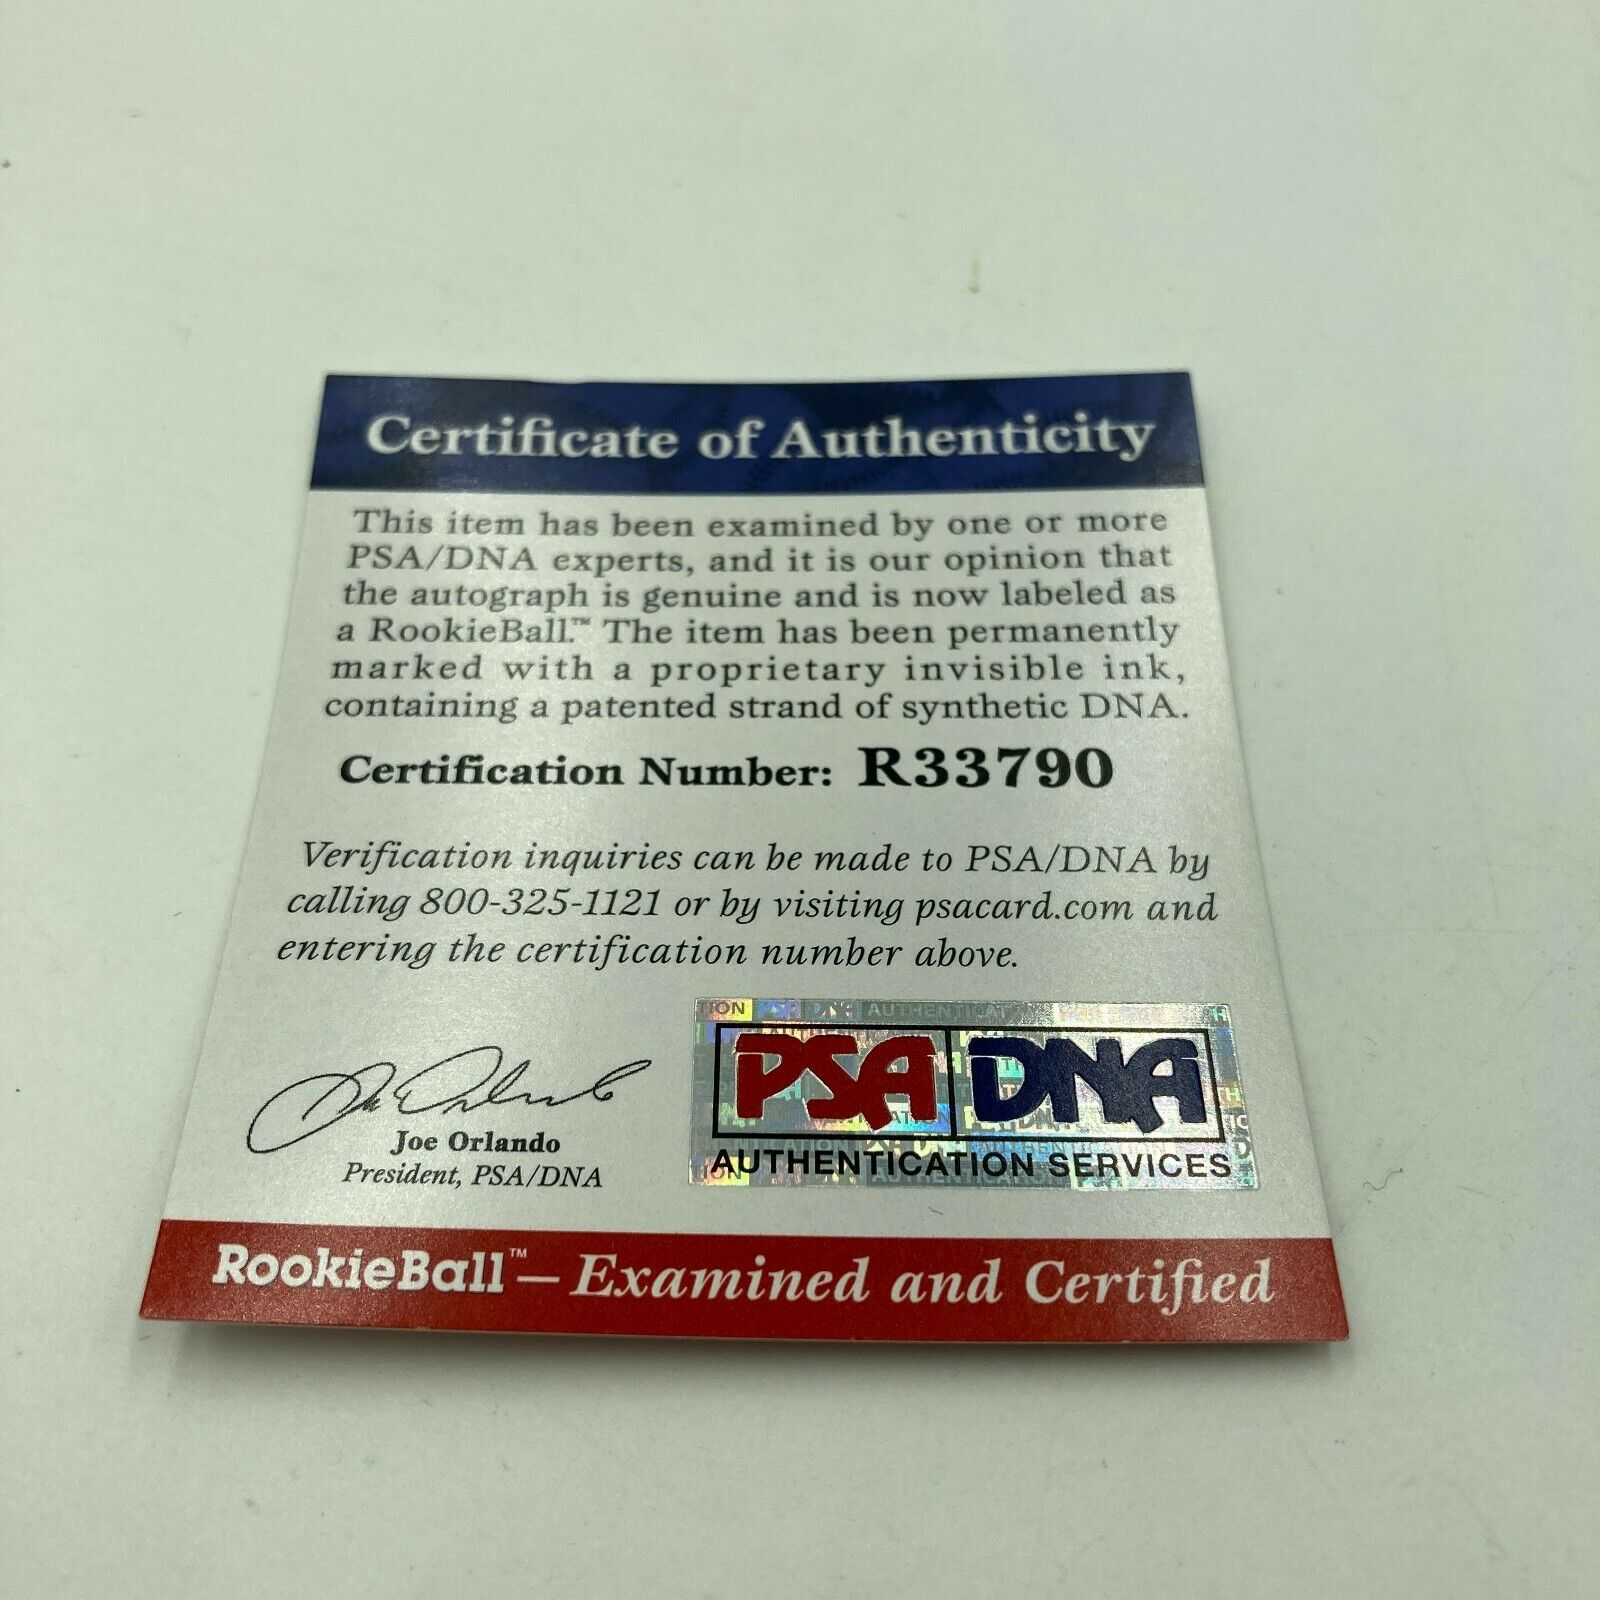 Certificate of Authenticity
This item has been examined by one or more
PSA/DNA experts, and it is our opinion that
the autograph is genuine and is now labeled as
a RookieBall.™ The item has been permanently
marked with a proprietary invisible ink,
containing a patented strand of synthetic DNA.
Certification Number: R33790
Verification inquiries can be made to PSA/DNA by
calling 800-325-1121 or by visiting psacard.com and
entering the certification number above.
Joe Orlando
President, PSA/DNA
PSA DNA
AUTHENTICATION SERVICES
RookieBall™ — Examined and Certified